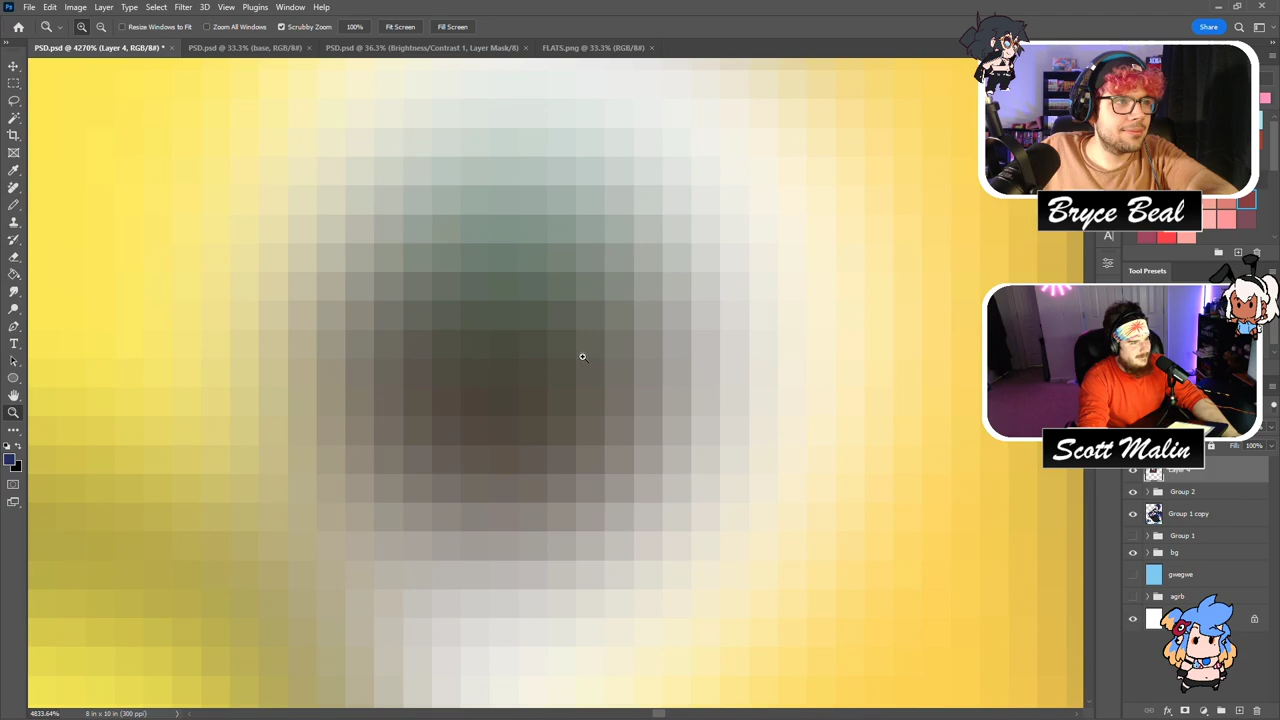 File Edit Image Layer Type Select Filter 3D View Plugins Window Help
Resize Windows to Fit Zoom All Windows Scrubby Zoom 100% Fit Screen Fill Screen Share
PSD.psd @ 4270% (Layer 4, RGB/8#) * × PSD.psd @ 33.3% (base, RGB/8#) × PSD.psd @ 36.3% (Brightness/Contrast 1, Layer Mask/8) × FLATS.png @ 33.3% (RGB/8#) ×
Bryce Beal
Tool Presets
Scott Malin
Fill: 100%
Group 2
Group 1 copy
Group 1
bg
gwegwe
agrb
4833.64% 8 in x 10 in (300 ppi)